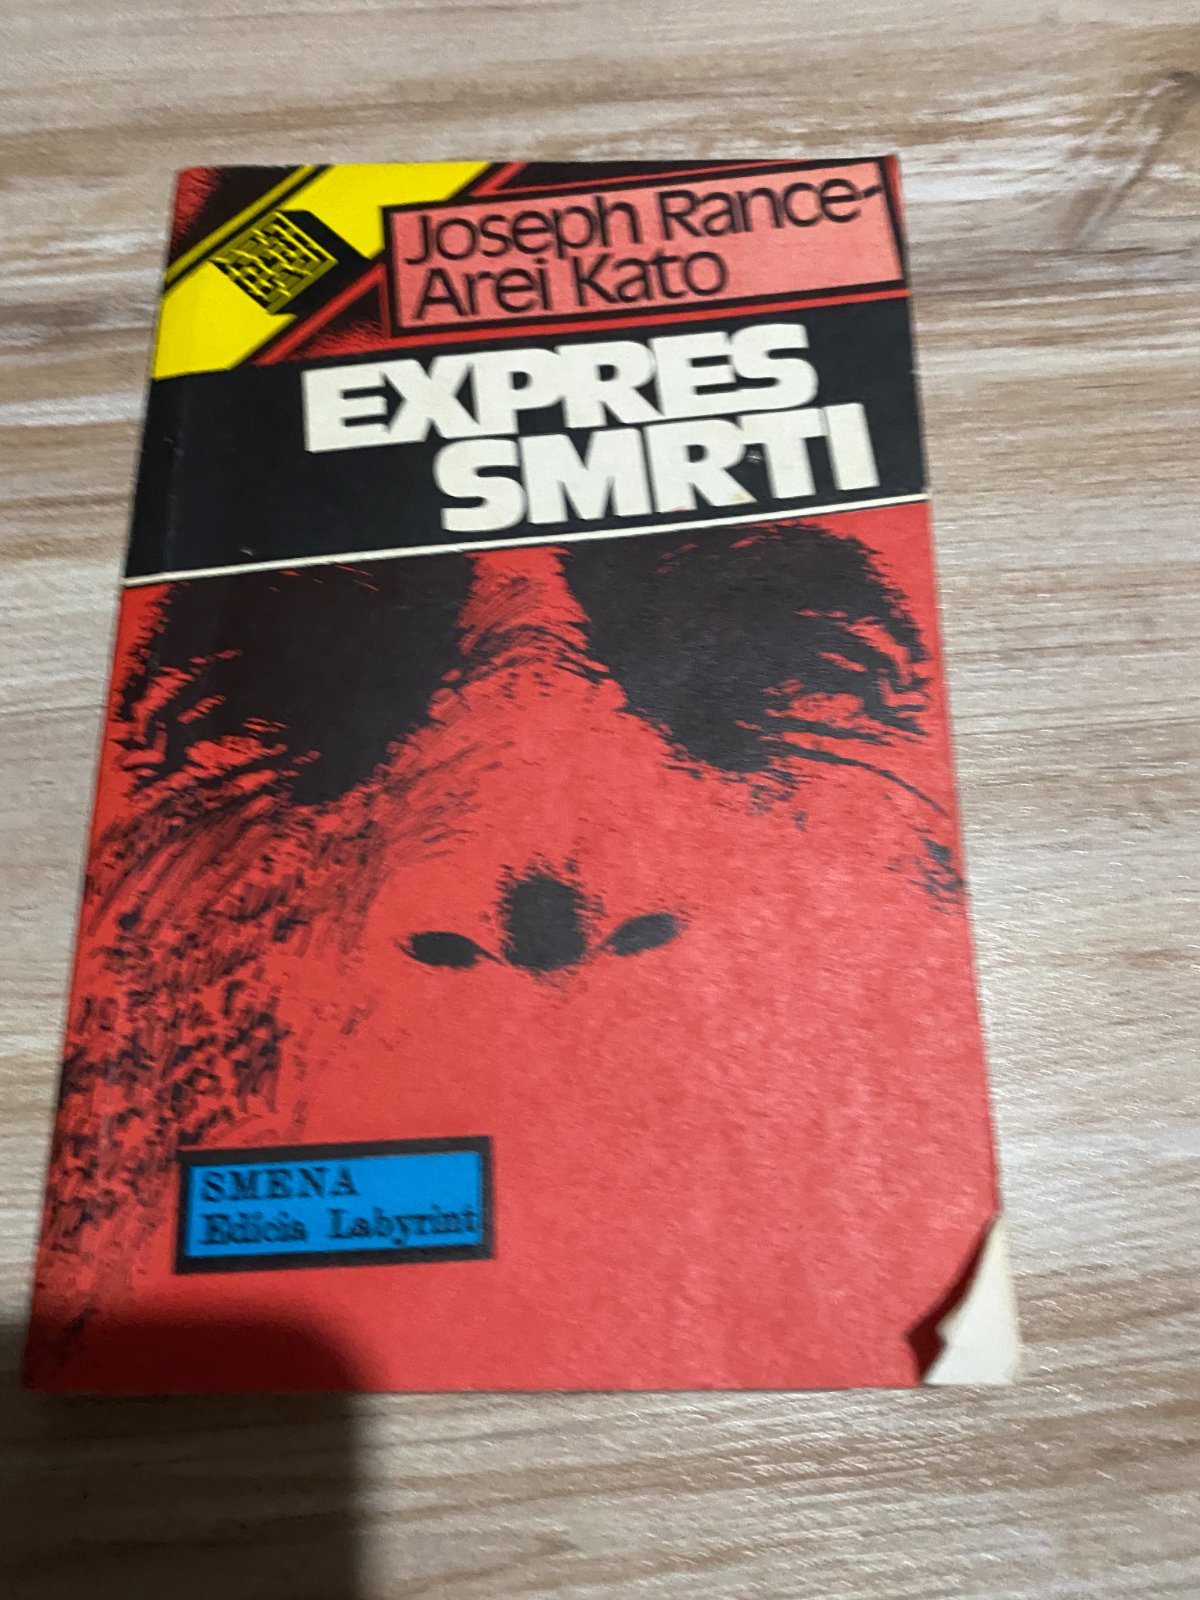 Joseph Rance-
Arei Kato
EXPRES
SMRTI
SMENA
Edícia Labyrint